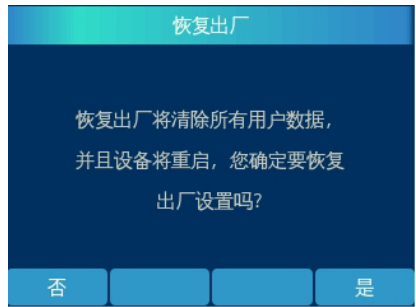 恢复出厂
恢复出厂将清除所有用户数据，
并且设备将重启，您确定要恢复
出厂设置吗?
否
是